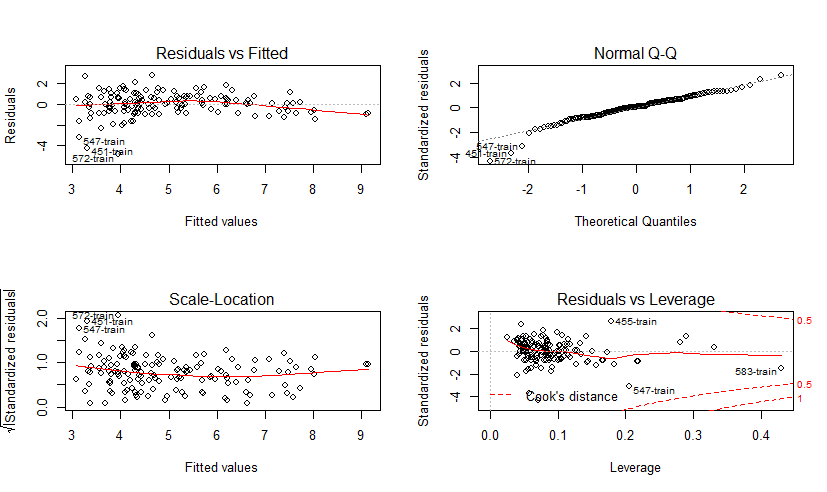 Residuals vs Fitted
Residuals
2
0
-4
547-train
451-train
572-train
3 4 5 6 7 8 9
Fitted values
Normal Q-Q
Standardized residuals
2
0
-2
-4
547-train
451-train
572-train
-2 -1 0 1 2
Theoretical Quantiles
Scale-Location
√|Standardized residuals|
2.0
1.0
0.0
572-train
451-train
547-train
3 4 5 6 7 8 9
Fitted values
Residuals vs Leverage
Standardized residuals
2
0
-2
-4
455-train
583-train
547-train
Cook's distance
0.5
0.5
1
0.0 0.1 0.2 0.3 0.4
Leverage